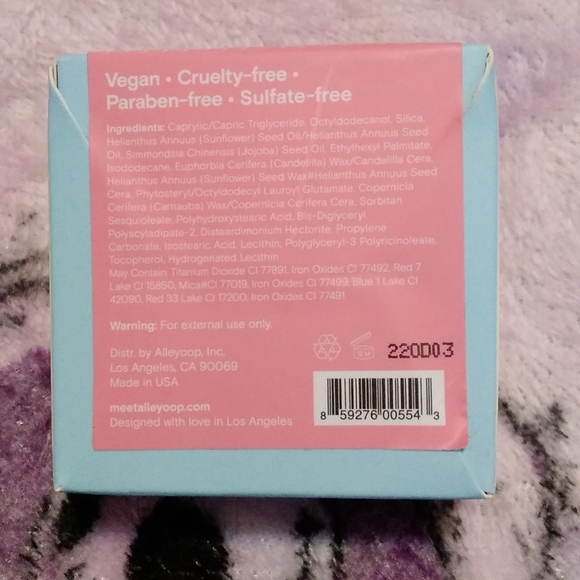 Vegan • Cruelty-free •
Paraben-free • Sulfate-free
Ingredients: Caprylic/Capric Triglyceride, Octyldodecanol, Silica,
Helianthus Annuus (Sunflower) Seed Oil/Helianthus Annuus Seed
Oil, Simmondsia Chinensis (Jojoba) Seed Oil, Ethylhexyl Palmitate,
Isododecane, Euphorbia Cerifera (Candelilla) Wax/Candelilla Cera,
Helianthus Annuus (Sunflower) Seed Wax#Helianthus Annuus Seed
Cera, Phytosteryl/Octyldodecyl Lauroyl Glutamate, Copernicia
Cerifera (Carnauba) Wax/Copernicia Cerifera Cera, Sorbitan
Sesquioleate, Polyhydroxystearic Acid, Bis-Diglyceryl
Polyacyladipate-2, Disteardimonium Hectorite, Propylene
Carbonate, Isostearic Acid, Lecithin, Polyglyceryl-3 Polyricinoleate,
Tocopherol, Hydrogenated Lecithin
May Contain: Titanium Dioxide CI 77891, Iron Oxides CI 77492, Red 7
Lake CI 15850, Mica#CI 77019, Iron Oxides CI 77499, Blue 1 Lake CI
42090, Red 33 Lake CI 17200, Iron Oxides CI 77491
Warning: For external use only.
Distr. by Alleyoop, Inc.
Los Angeles, CA 90069
Made in USA
meetalleyoop.com
Designed with love in Los Angeles
220D03
8 59276 00554 3